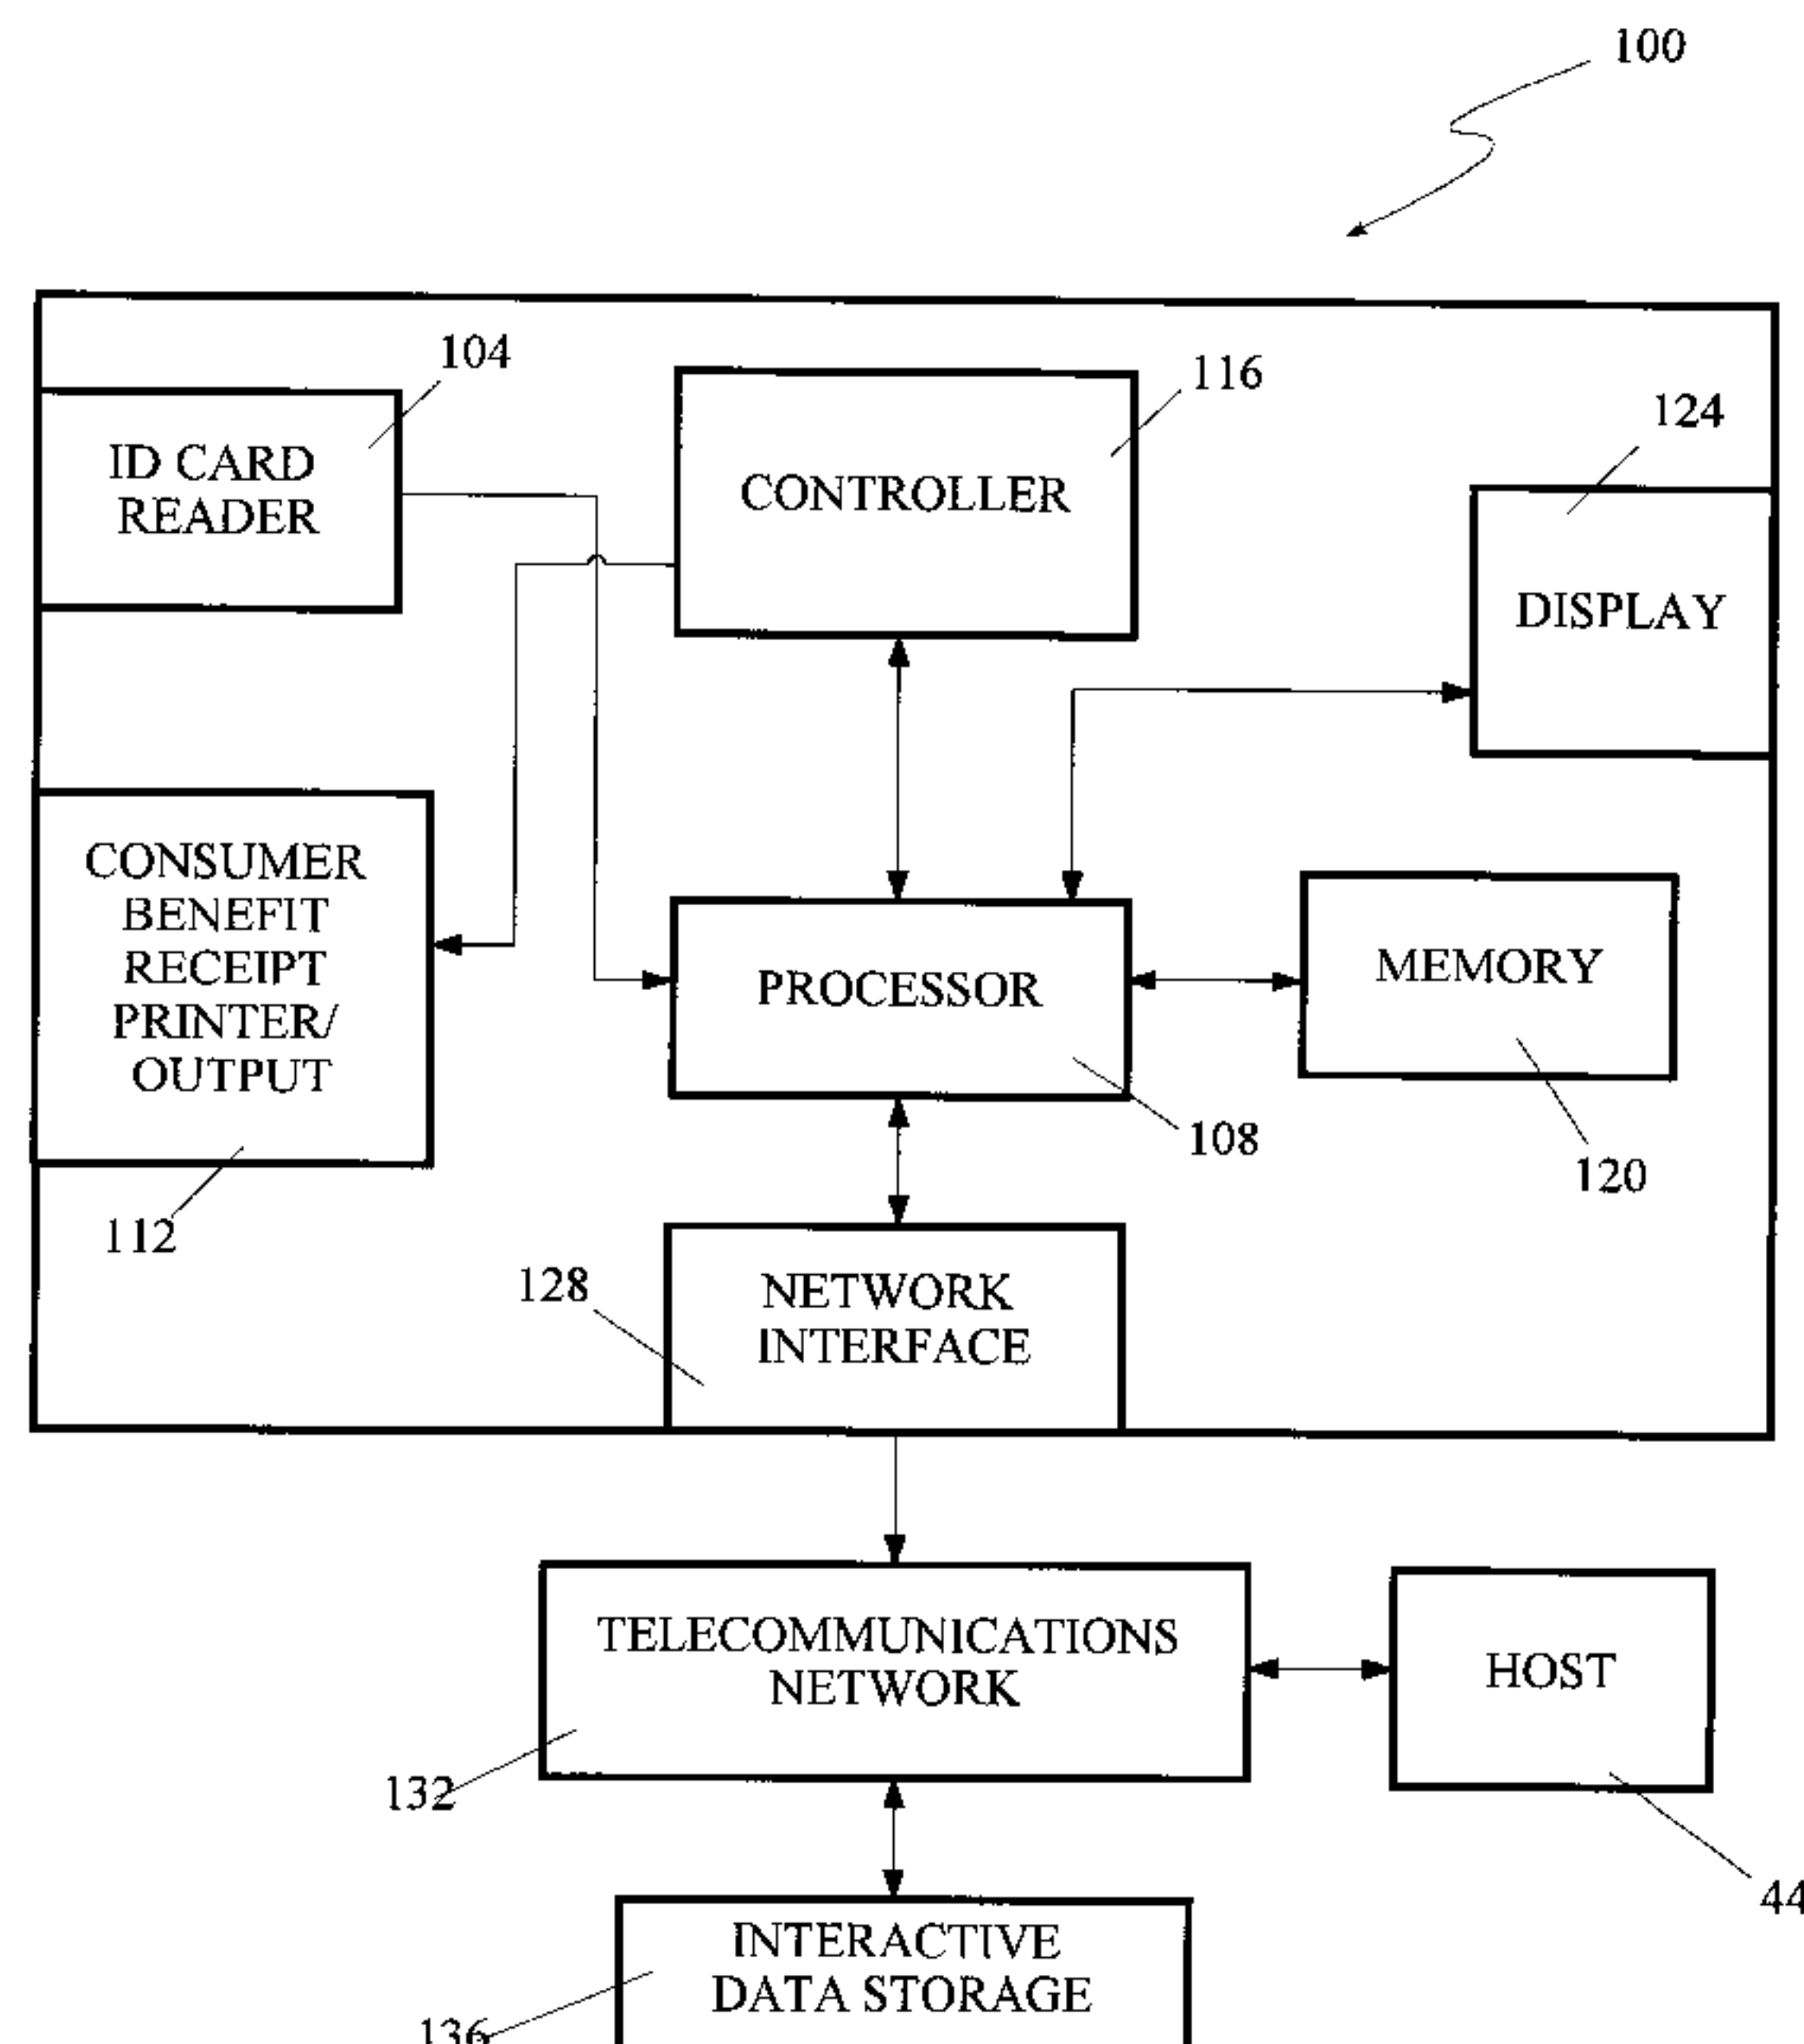 100
104
116
124
ID CARD
READER
CONTROLLER
DISPLAY
CONSUMER
BENEFIT
RECEIPT
PRINTER/
OUTPUT
PROCESSOR
MEMORY
108
120
112
128
NETWORK
INTERFACE
TELECOMMUNICATIONS
NETWORK
HOST
132
44
INTERACTIVE
DATA STORAGE
136